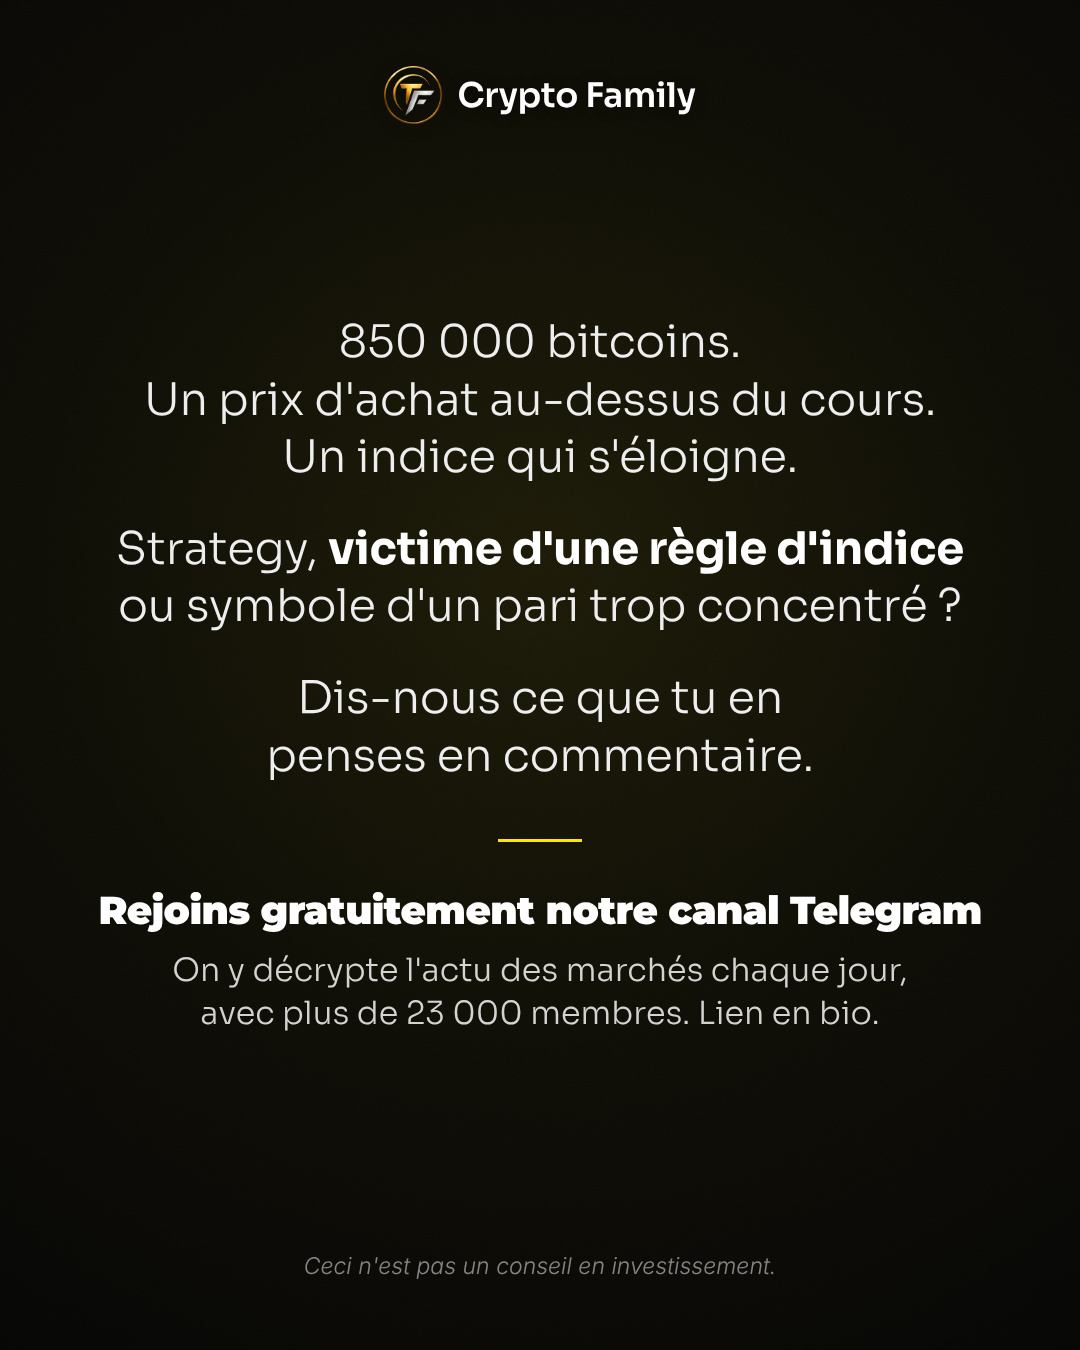 TF Crypto Family
850 000 bitcoins.
Un prix d'achat au-dessus du cours.
Un indice qui s'éloigne.
Strategy, victime d'une règle d'indice
ou symbole d'un pari trop concentré ?
Dis-nous ce que tu en
penses en commentaire.
Rejoins gratuitement notre canal Telegram
On y décrypte l'actu des marchés chaque jour,
avec plus de 23 000 membres. Lien en bio.
Ceci n'est pas un conseil en investissement.